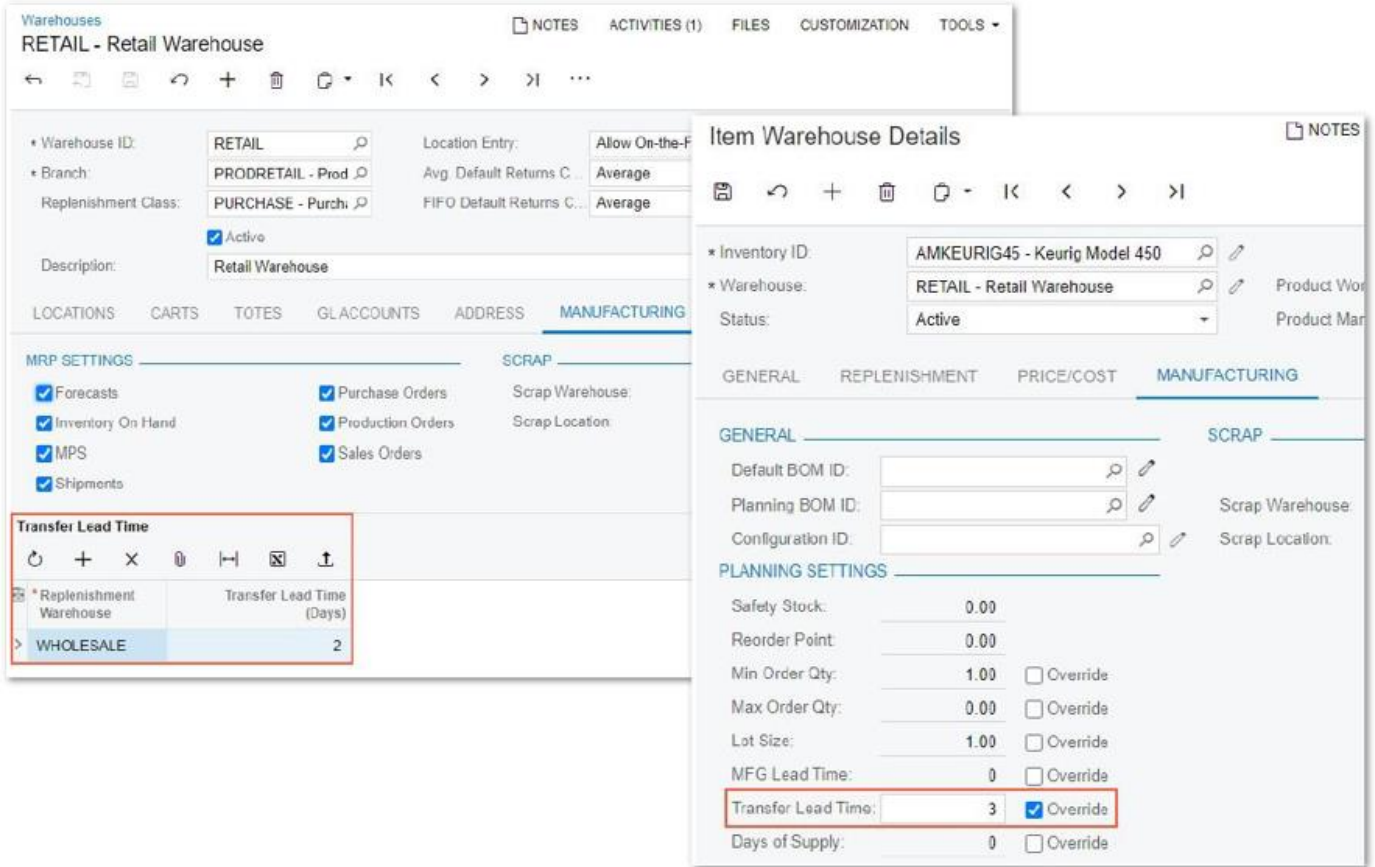 Warehouses
RETAIL - Retail Warehouse
NOTES ACTIVITIES (1) FILES CUSTOMIZATION TOOLS
* Warehouse ID: RETAIL Location Entry: Allow On-the-F
* Branch: PRODRETAIL - Prod Avg. Default Returns C... Average
Replenishment Class: PURCHASE - Purch FIFO Default Returns C... Average
Active
Description: Retail Warehouse
LOCATIONS CARTS TOTES GL ACCOUNTS ADDRESS MANUFACTURING
MRP SETTINGS SCRAP
Forecasts Purchase Orders Scrap Warehouse:
Inventory On Hand Production Orders Scrap Location:
MPS Sales Orders
Shipments
Transfer Lead Time
* Replenishment Warehouse Transfer Lead Time (Days)
WHOLESALE 2
Item Warehouse Details NOTES
* Inventory ID: AMKEURIG45 - Keurig Model 450
* Warehouse: RETAIL - Retail Warehouse Product Wor
Status: Active Product Man
GENERAL REPLENISHMENT PRICE/COST MANUFACTURING
GENERAL SCRAP
Default BOM ID:
Planning BOM ID: Scrap Warehouse:
Configuration ID: Scrap Location:
PLANNING SETTINGS
Safety Stock: 0.00
Reorder Point: 0.00
Min Order Qty: 1.00 Override
Max Order Qty: 0.00 Override
Lot Size: 1.00 Override
MFG Lead Time: 0 Override
Transfer Lead Time: 3 Override
Days of Supply: 0 Override